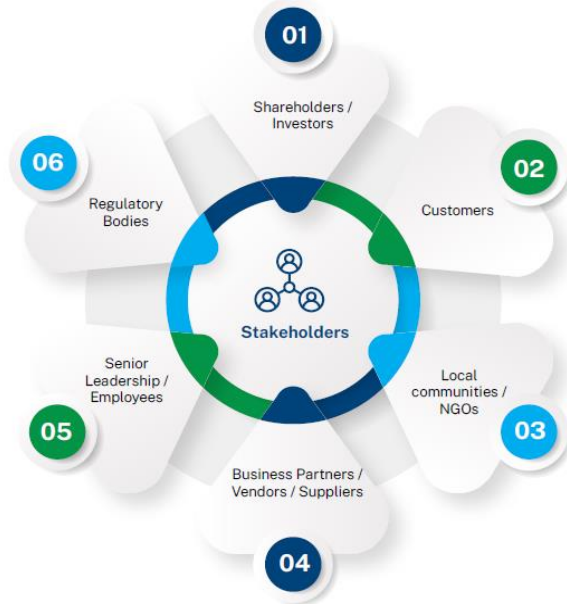 01
Shareholders /
Investors
02
Customers
03
Local
communities /
NGOs
04
Business Partners /
Vendors / Suppliers
05
Senior
Leadership /
Employees
06
Regulatory
Bodies
Stakeholders